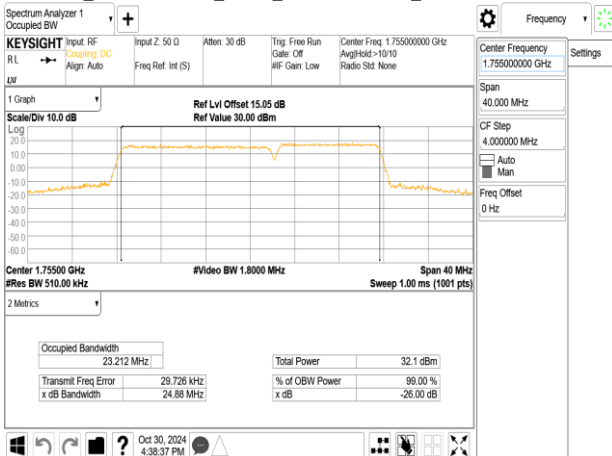 Spectrum Analyzer 1
Occupied BW
Frequency
KEYSIGHT
RL
Input: RF
Coupling: DC
Align: Auto
Input Z: 50 Ω
Freq Ref: Int (S)
Atten: 30 dB
Trig: Free Run
Gate: Off
#IF Gain: Low
Center Freq: 1.755000000 GHz
Avg|Hold:>10/10
Radio Std: None
LXI
1 Graph
Scale/Div 10.0 dB
Ref Lvl Offset 15.05 dB
Ref Value 30.00 dBm
Log
20.0
10.0
0.00
-10.0
-20.0
-30.0
-40.0
-50.0
-60.0
Center 1.75500 GHz
#Video BW 1.8000 MHz
Span 40 MHz
#Res BW 510.00 kHz
Sweep 1.00 ms (1001 pts)
2 Metrics
Occupied Bandwidth
23.212 MHz
Total Power 32.1 dBm
Transmit Freq Error 29.726 kHz
% of OBW Power 99.00 %
x dB Bandwidth 24.88 MHz
x dB -26.00 dB
Center Frequency
1.755000000 GHz
Settings
Span
40.000 MHz
CF Step
4.000000 MHz
Auto
Man
Freq Offset
0 Hz
Oct 30, 2024
4:38:37 PM